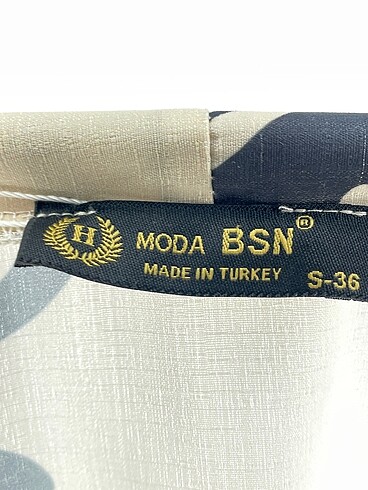 H
MODA BSN®
MADE IN TURKEY
S-36